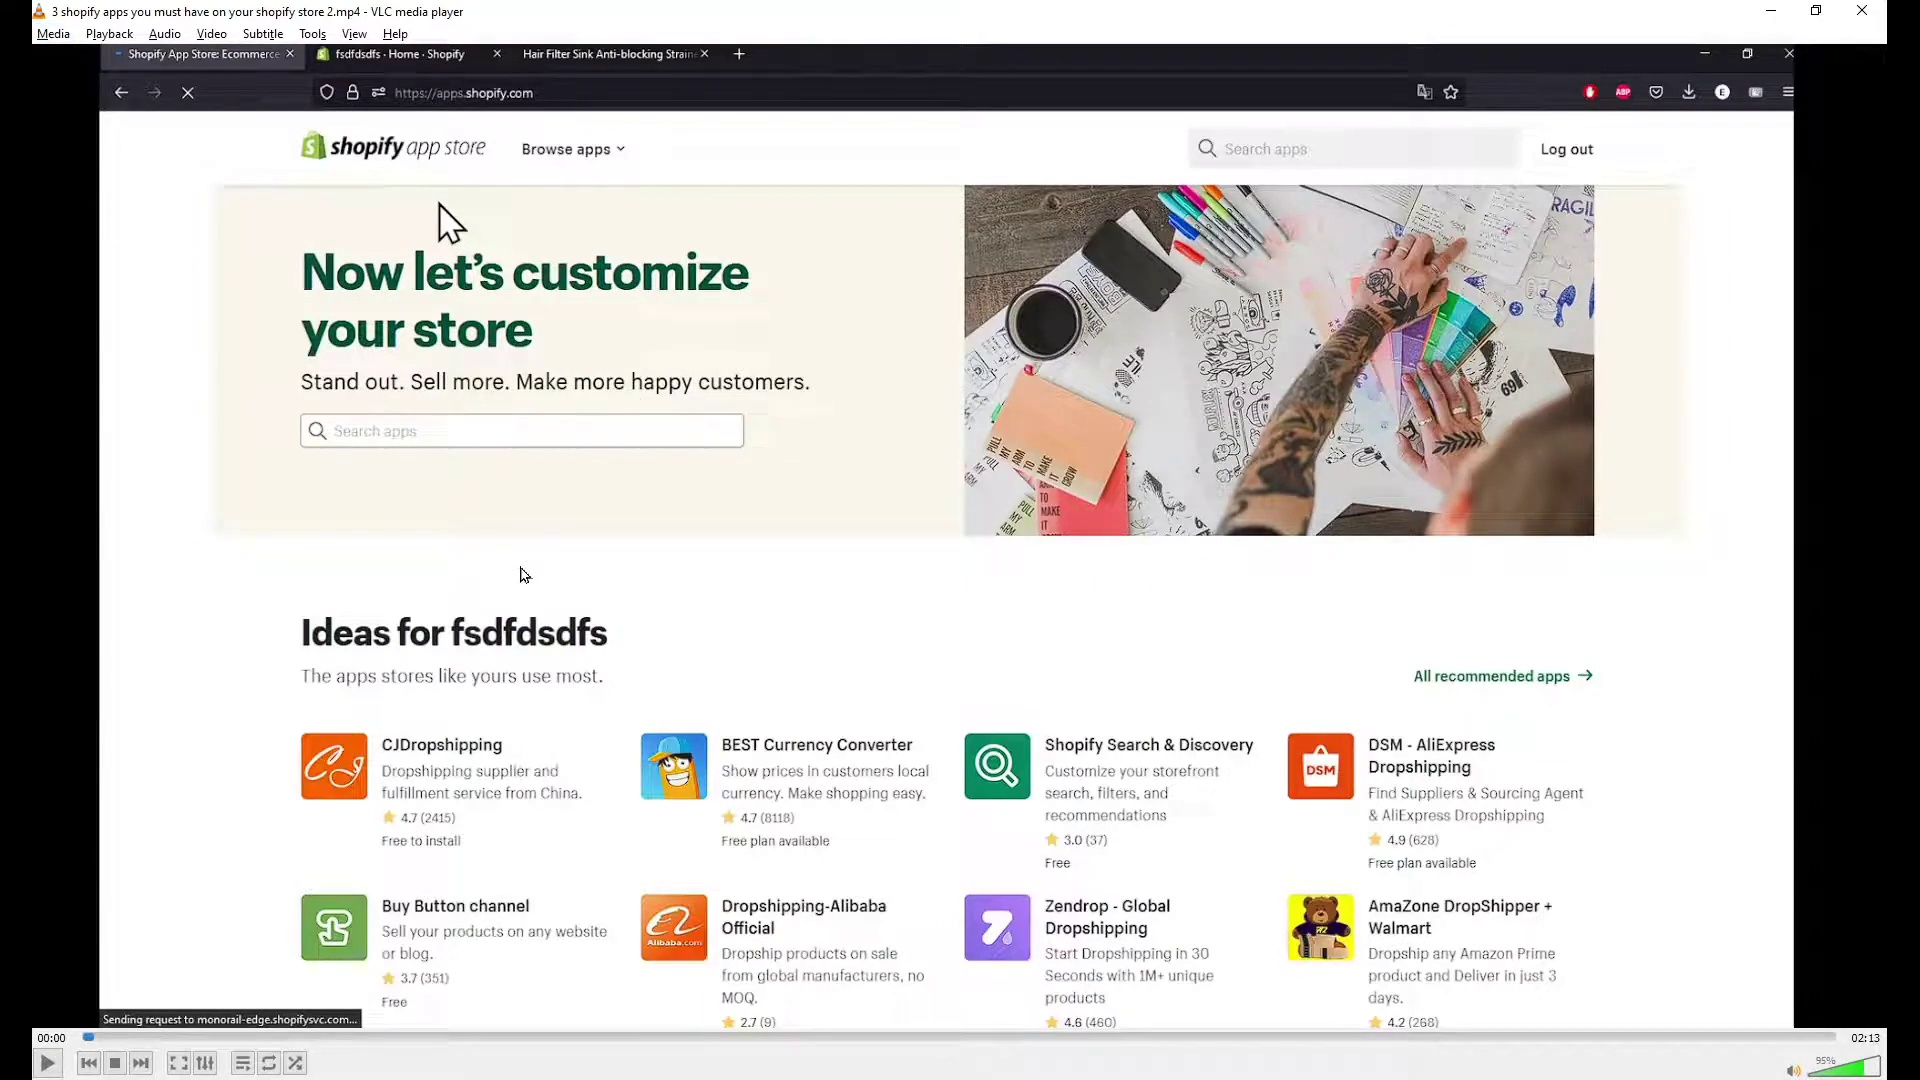 3 shopify apps you must have on your shopify store 2.mp4 - VLC media player
Media Playback Audio Video Subtitle Tools View Help
Shopify App Store: Ecommerce
fsdfdsdfs · Home · Shopify
Hair Filter Sink Anti-blocking Straine
https://apps.shopify.com
ABP
E
shopify app store
Browse apps
Search apps
Log out
Now let's customize
your store
Stand out. Sell more. Make more happy customers.
Search apps
Ideas for fsdfdsdfs
The apps stores like yours use most.
All recommended apps →
CJDropshipping
Dropshipping supplier and
fulfillment service from China.
4.7 (2415)
Free to install
BEST Currency Converter
Show prices in customers local
currency. Make shopping easy.
4.7 (8118)
Free plan available
Shopify Search & Discovery
Customize your storefront
search, filters, and
recommendations
3.0 (37)
Free
DSM
DSM - AliExpress
Dropshipping
Find Suppliers & Sourcing Agent
& AliExpress Dropshipping
4.9 (628)
Free plan available
Buy Button channel
Sell your products on any website
or blog.
3.7 (351)
Free
Alibaba.com
Dropshipping-Alibaba
Official
Dropship products on sale
from global manufacturers, no
MOQ.
2.7 (9)
Zendrop - Global
Dropshipping
Start Dropshipping in 30
Seconds with 1M+ unique
products
4.6 (460)
AmaZone DropShipper +
Walmart
Dropship any Amazon Prime
product and Deliver in just 3
days.
4.2 (268)
Sending request to monorail-edge.shopifysvc.com...
00:00
02:13
95%